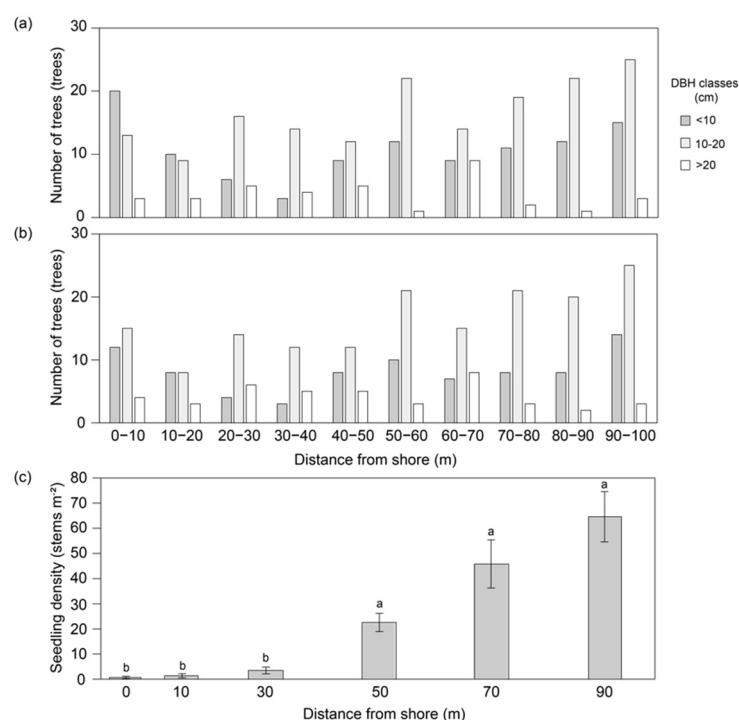 (a)
30
20
10
0
Number of trees (trees)
DBH classes
(cm)
<10
10-20
>20
(b)
30
20
10
0
Number of trees (trees)
0−10 10−20 20−30 30−40 40−50 50−60 60−70 70−80 80−90 90−100
Distance from shore (m)
(c)
80
70
60
50
40
30
20
10
0
Seedling density (stems m⁻²)
b b b a a a
0 10 30 50 70 90
Distance from shore (m)